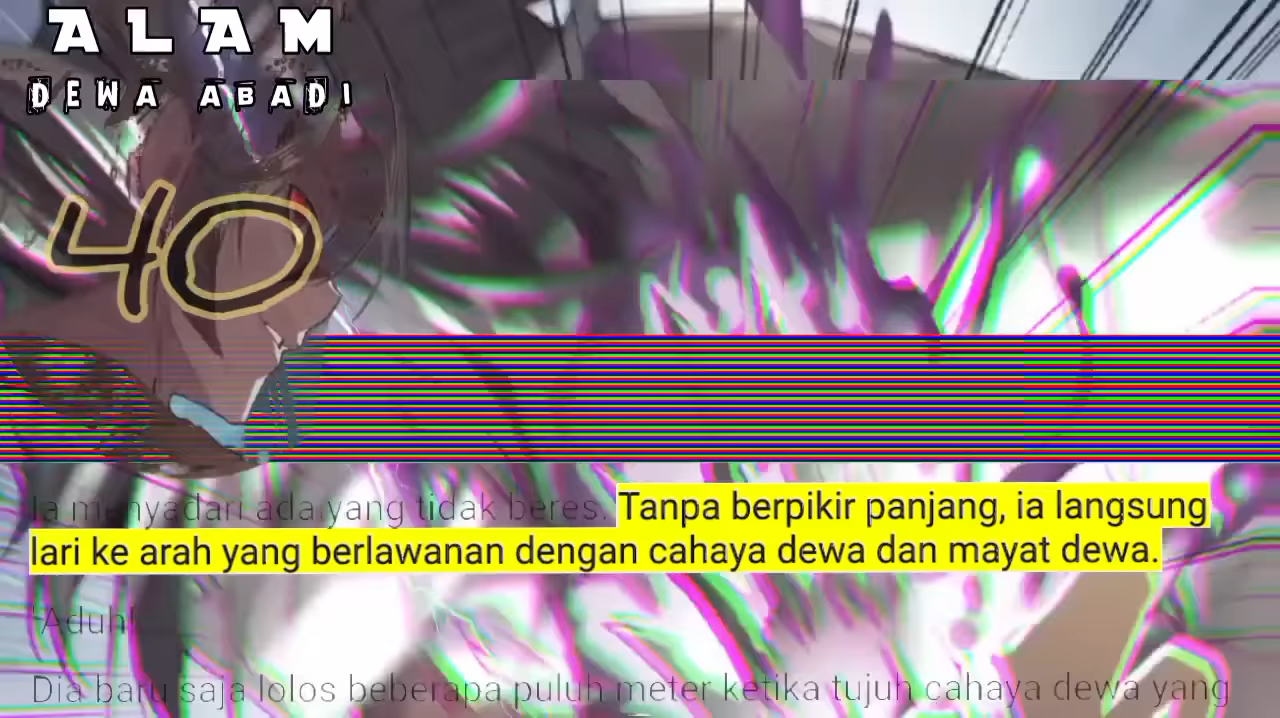 ALAM
DEWA ABADI
40
Ia menyadari ada yang tidak beres. Tanpa berpikir panjang, ia langsung
lari ke arah yang berlawanan dengan cahaya dewa dan mayat dewa.
"Aduh!
Dia baru saja lolos beberapa puluh meter ketika tujuh cahaya dewa yang